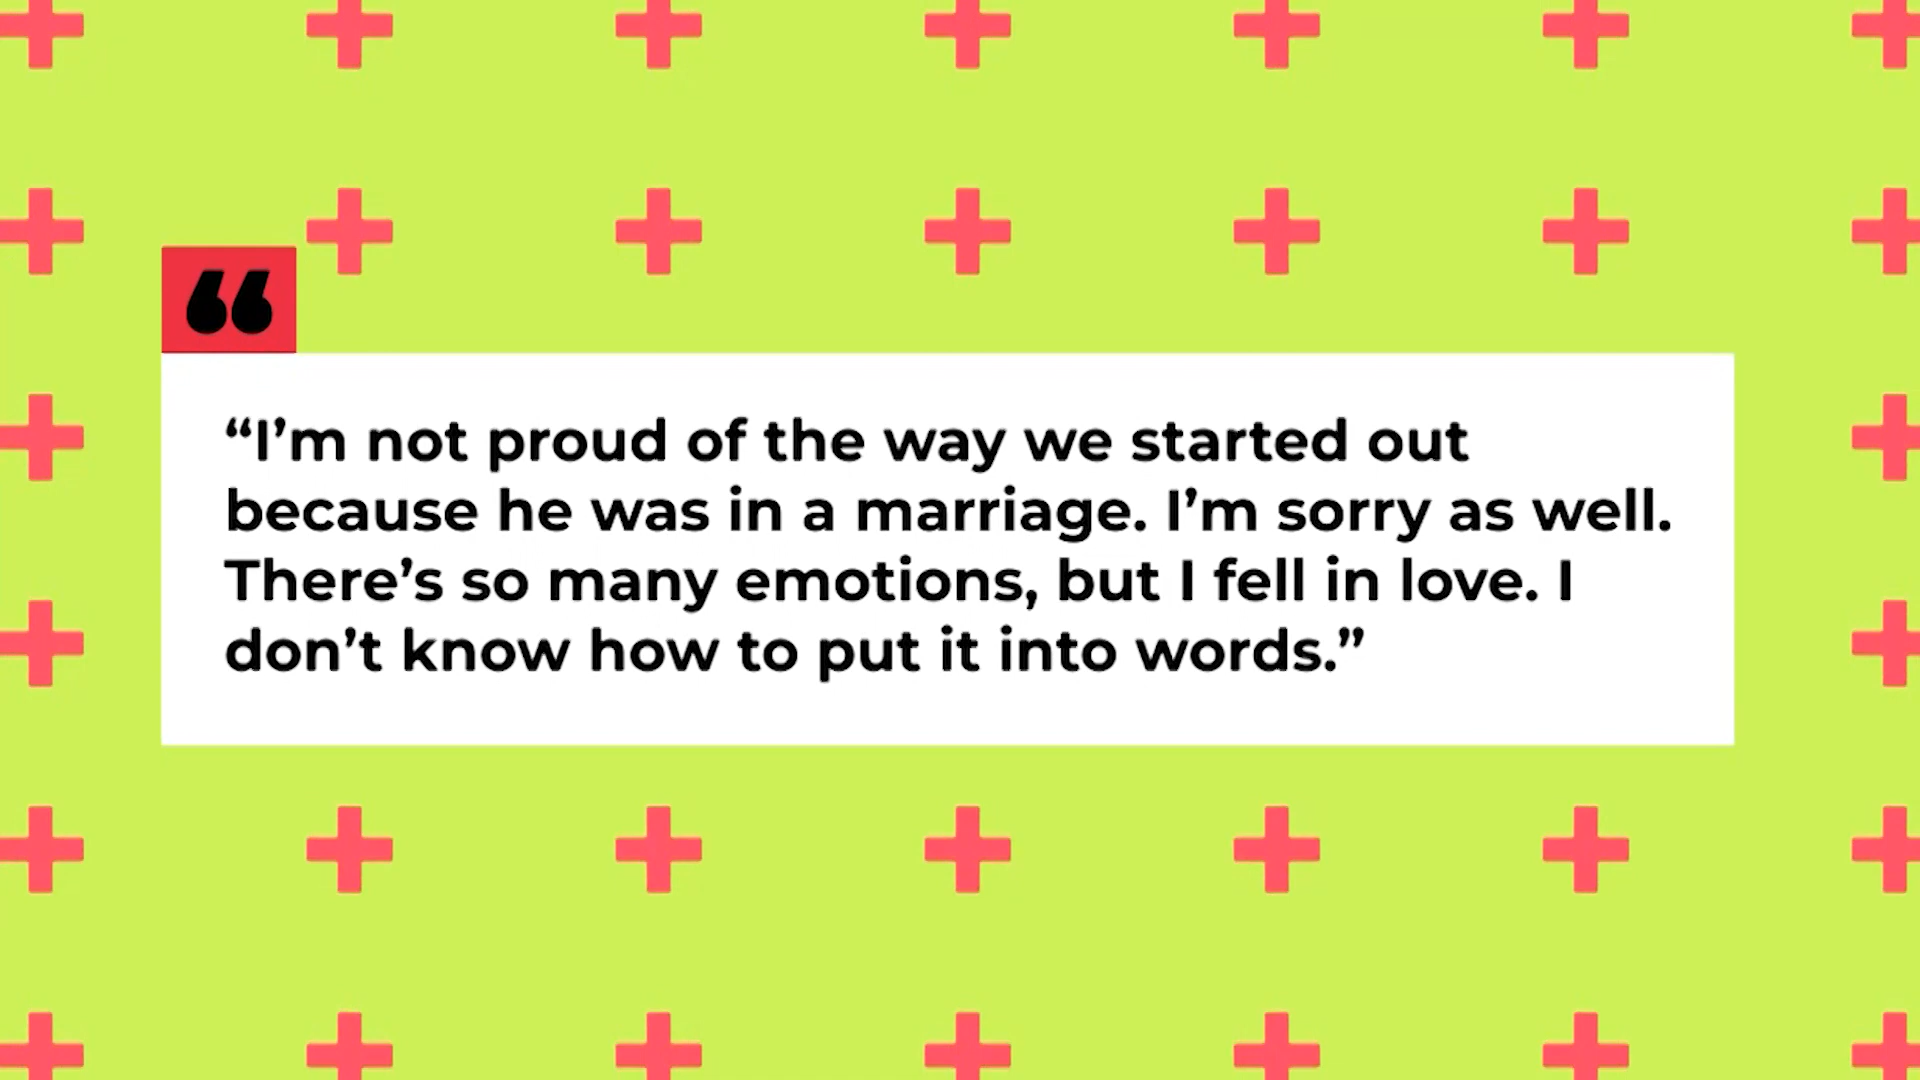 “
“I’m not proud of the way we started out
because he was in a marriage. I’m sorry as well.
There’s so many emotions, but I fell in love. I
don’t know how to put it into words.”